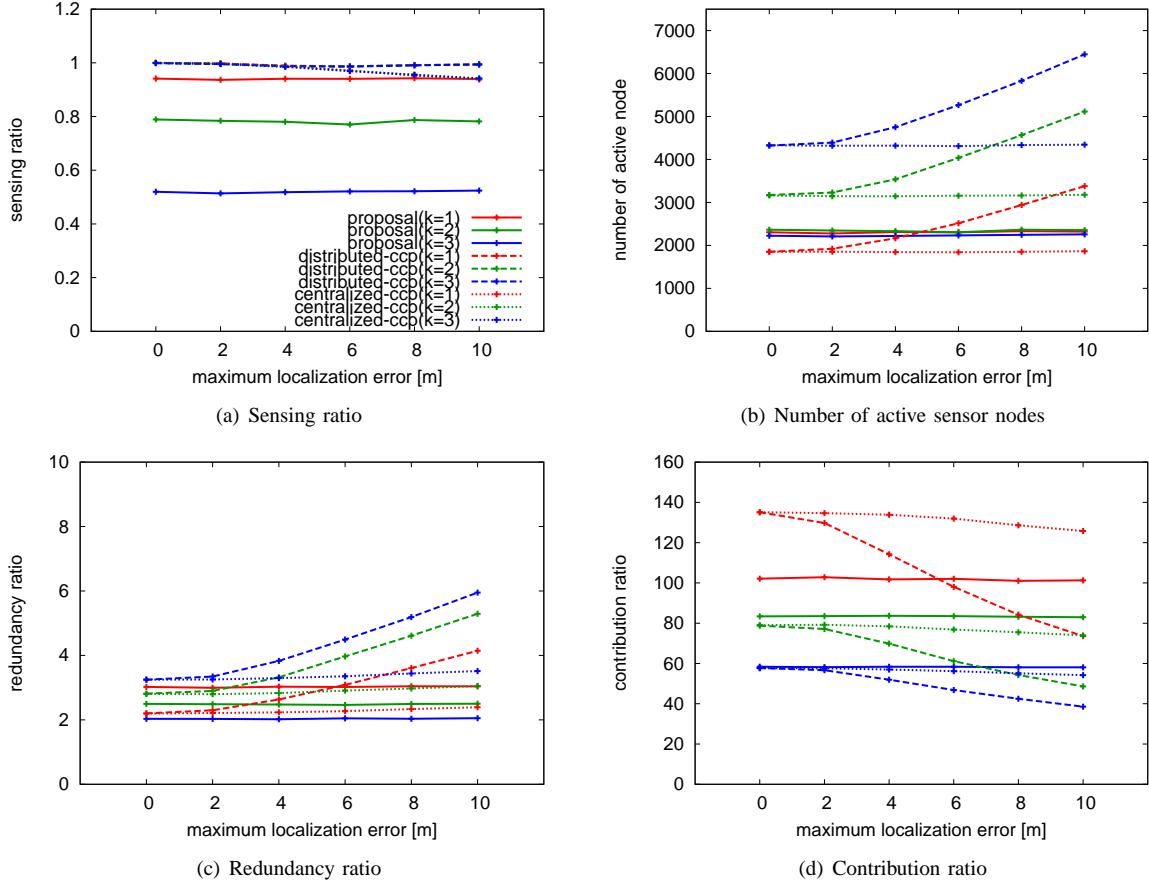 1.2
1
0.8
0.6
0.4
0.2
0
sensing ratio
proposal(k=1)
proposal(k=2)
proposal(k=3)
distributed-ccp(k=1)
distributed-ccp(k=2)
distributed-ccp(k=3)
centralized-ccp(k=1)
centralized-ccp(k=2)
centralized-ccp(k=3)
0 2 4 6 8 10
maximum localization error [m]
(a) Sensing ratio
7000
6000
5000
4000
3000
2000
1000
0
number of active node
0 2 4 6 8 10
maximum localization error [m]
(b) Number of active sensor nodes
10
8
6
4
2
0
redundancy ratio
0 2 4 6 8 10
maximum localization error [m]
(c) Redundancy ratio
160
140
120
100
80
60
40
20
0
contribution ratio
0 2 4 6 8 10
maximum localization error [m]
(d) Contribution ratio